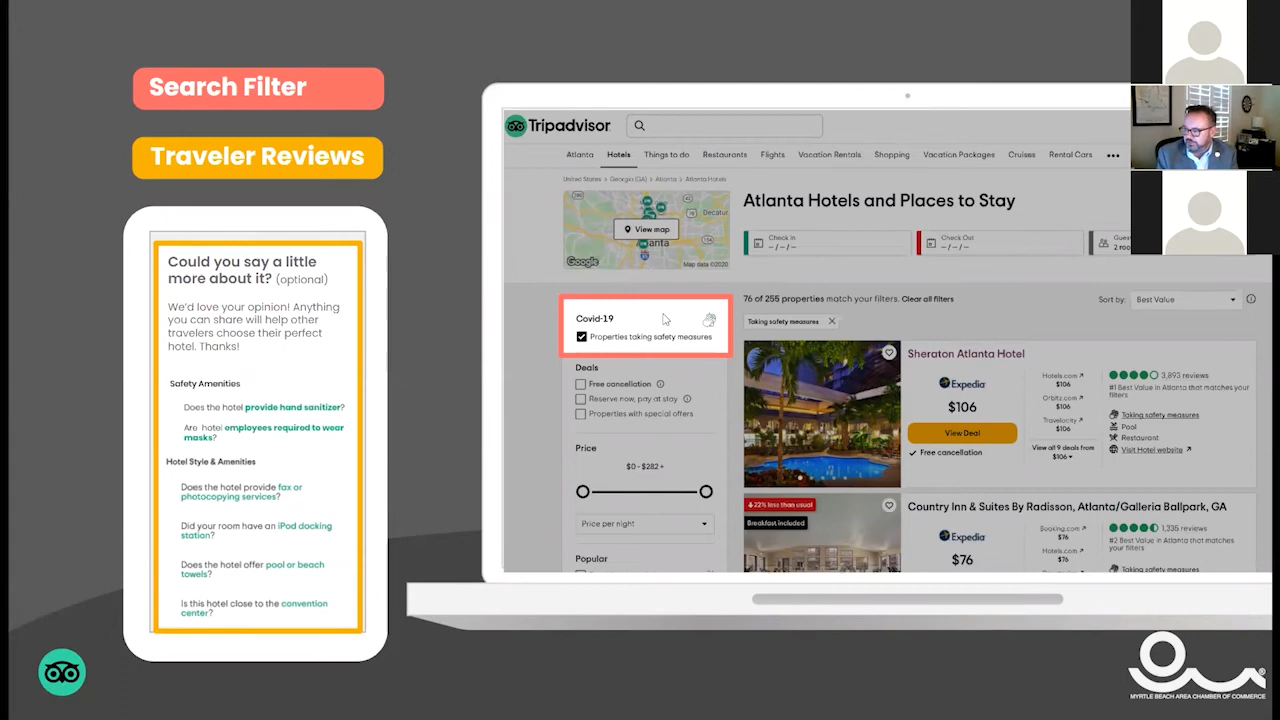 Search Filter
Traveler Reviews
Could you say a little
more about it? (optional)
We'd love your opinion! Anything
you can share will help other
travelers choose their perfect
hotel. Thanks!
Safety Amenities
Does the hotel provide hand sanitizer?
Are hotel employees required to wear
masks?
Hotel Style & Amenities
Does the hotel provide fax or
photocopying services?
Did your room have an iPod docking
station?
Does the hotel offer pool or beach
towels?
Is this hotel close to the convention
center?
Tripadvisor
Atlanta Hotels Things to do Restaurants Flights Vacation Rentals Shopping Vacation Packages Cruises Rental Cars
United States > Georgia (GA) > Atlanta > Atlanta Hotels
View map
Decatur
Atlanta
Google
Map data ©2020
Atlanta Hotels and Places to Stay
Check In
– / – / –
Check Out
– / – / –
Gues
2 roo
Covid-19
Properties taking safety measures
Deals
Free cancellation
Reserve now, pay at stay
Properties with special offers
Price
$0 - $282 +
Price per night
Popular
76 of 255 properties match your filters. Clear all filters
Sort by: Best Value
Taking safety measures
Sheraton Atlanta Hotel
Expedia
$106
View Deal
Free cancellation
Hotels.com
$106
Orbitz.com
$106
Travelocity
$106
View all 9 deals from
$106
3,893 reviews
#1 Best Value in Atlanta that matches your
filters
Taking safety measures
Pool
Restaurant
Visit Hotel website
22% less than usual
Breakfast included
Country Inn & Suites By Radisson, Atlanta/Galleria Ballpark, GA
Expedia
$76
Booking.com
$76
Hotels.com
$76
1,335 reviews
#2 Best Value in Atlanta that matches
your filters
Taking safety measures
MYRTLE BEACH AREA CHAMBER OF COMMERCE